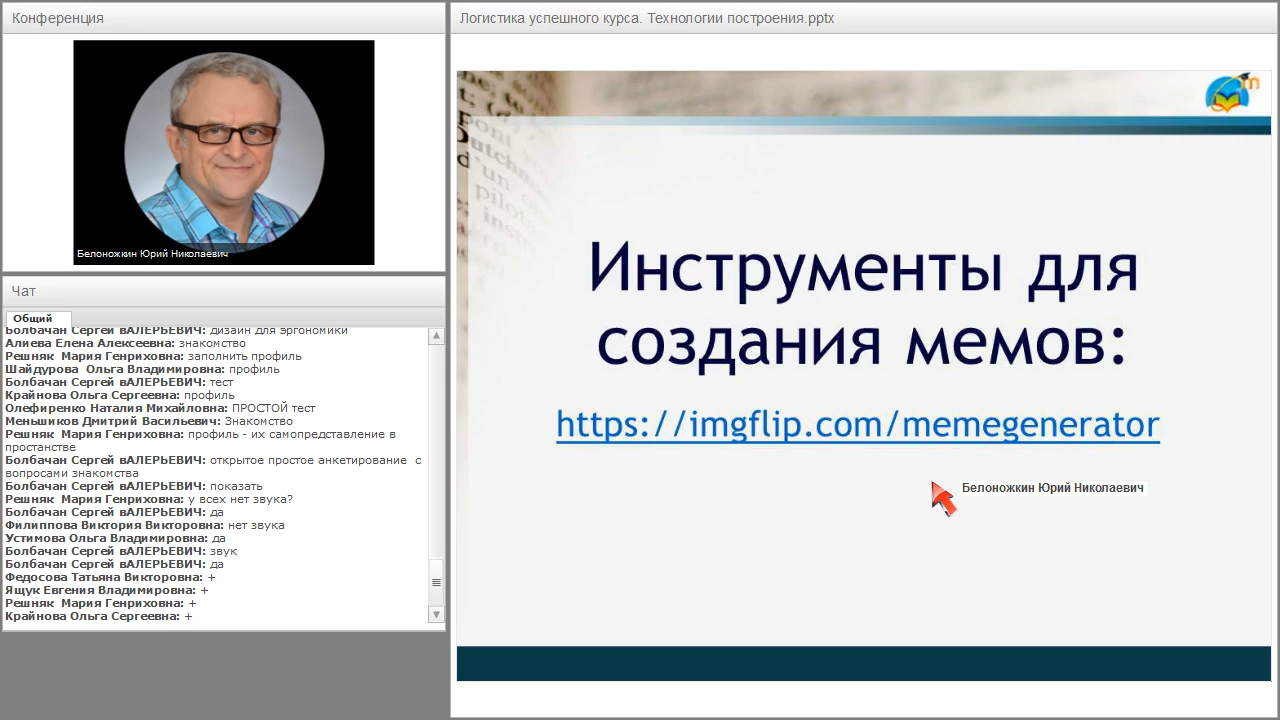 Конференция
Белоножкин Юрий Николаевич
Чат
Общий
Болбачан Сергей вАЛЕРЬЕВИЧ: дизайн для эргономики
Алиева Елена Алексеевна: знакомство
Решняк Мария Генриховна: заполнить профиль
Шайдурова Ольга Владимировна: профиль
Болбачан Сергей вАЛЕРЬЕВИЧ: тест
Крайнова Ольга Сергеевна: профиль
Олефиренко Наталия Михайловна: ПРОСТОЙ тест
Меньшиков Дмитрий Васильевич: Знакомство
Решняк Мария Генриховна: профиль - их самопредставление в
простанстве
Болбачан Сергей вАЛЕРЬЕВИЧ: открытое простое анкетирование с
вопросами знакомства
Болбачан Сергей вАЛЕРЬЕВИЧ: показать
Решняк Мария Генриховна: у всех нет звука?
Болбачан Сергей вАЛЕРЬЕВИЧ: да
Филиппова Виктория Викторовна: нет звука
Устимова Ольга Владимировна: да
Болбачан Сергей вАЛЕРЬЕВИЧ: звук
Болбачан Сергей вАЛЕРЬЕВИЧ: да
Федосова Татьяна Викторовна: +
Ящук Евгения Владимировна: +
Решняк Мария Генриховна: +
Крайнова Ольга Сергеевна: +
Логистика успешного курса. Технологии построения.pptx
Инструменты для
создания мемов:
https://imgflip.com/memegenerator
Белоножкин Юрий Николаевич